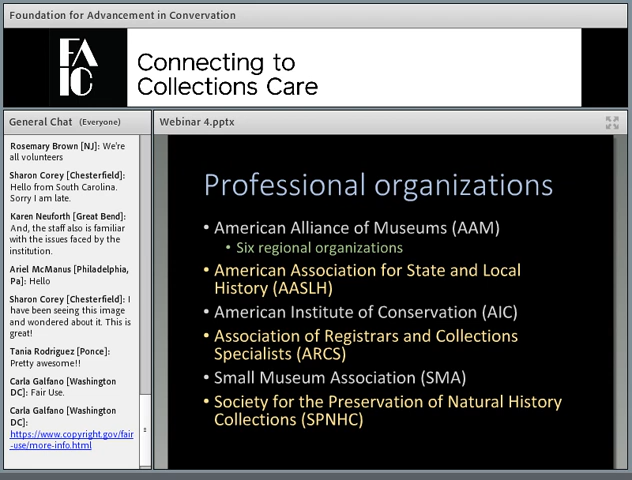 Foundation for Advancement in Convervation
FA
IC
Connecting to
Collections Care
General Chat (Everyone)
Rosemary Brown [NJ]: We're
all volunteers
Sharon Corey [Chesterfield]:
Hello from South Carolina.
Sorry I am late.
Karen Neuforth [Great Bend]:
And, the staff also is familiar
with the issues faced by the
institution.
Ariel McManus [Philadelphia,
Pa]: Hello
Sharon Corey [Chesterfield]: I
have been seeing this image
and wondered about it. This is
great!
Tania Rodriguez [Ponce]:
Pretty awesome!!
Carla Galfano [Washington
DC]: Fair Use.
Carla Galfano [Washington
DC]:
https://www.copyright.gov/fair
-use/more-info.html
Webinar 4.pptx
Professional organizations
• American Alliance of Museums (AAM)
• Six regional organizations
• American Association for State and Local
History (AASLH)
• American Institute of Conservation (AIC)
• Association of Registrars and Collections
Specialists (ARCS)
• Small Museum Association (SMA)
• Society for the Preservation of Natural History
Collections (SPNHC)